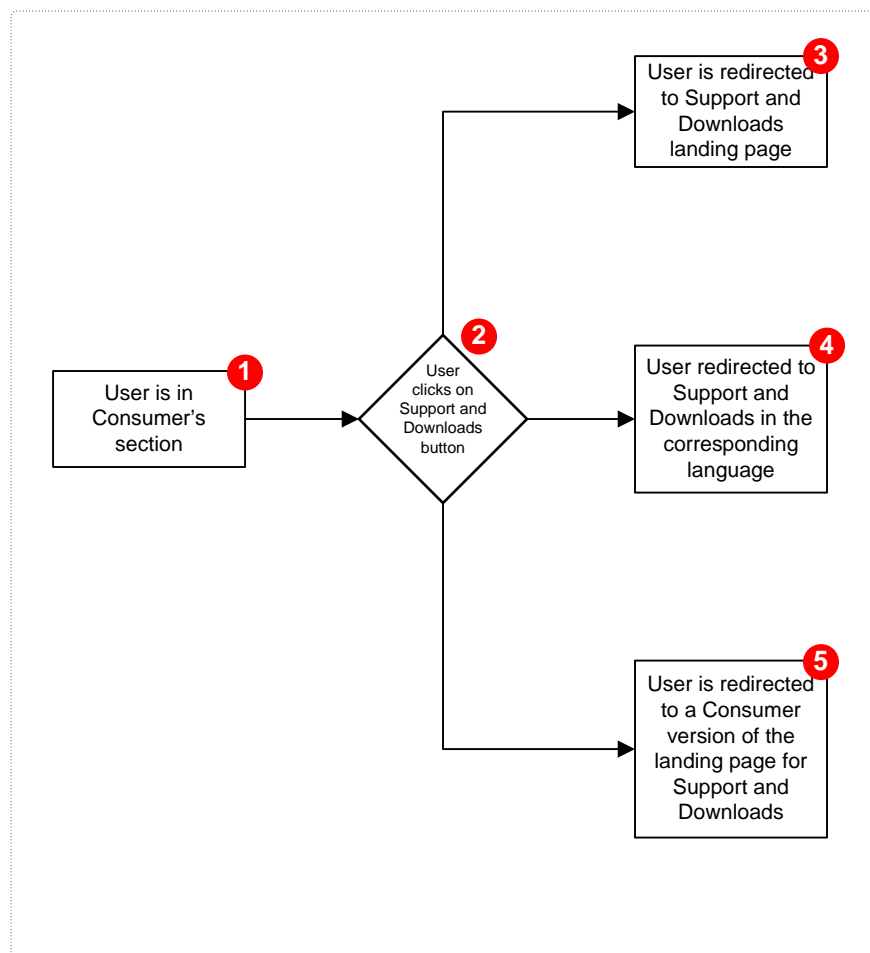 1
User is in
Consumer’s
section
2
User
clicks on
Support and
Downloads
button
3
User is redirected
to Support and
Downloads
landing page
4
User redirected to
Support and
Downloads in the
corresponding
language
5
User is redirected
to a Consumer
version of the
landing page for
Support and
Downloads